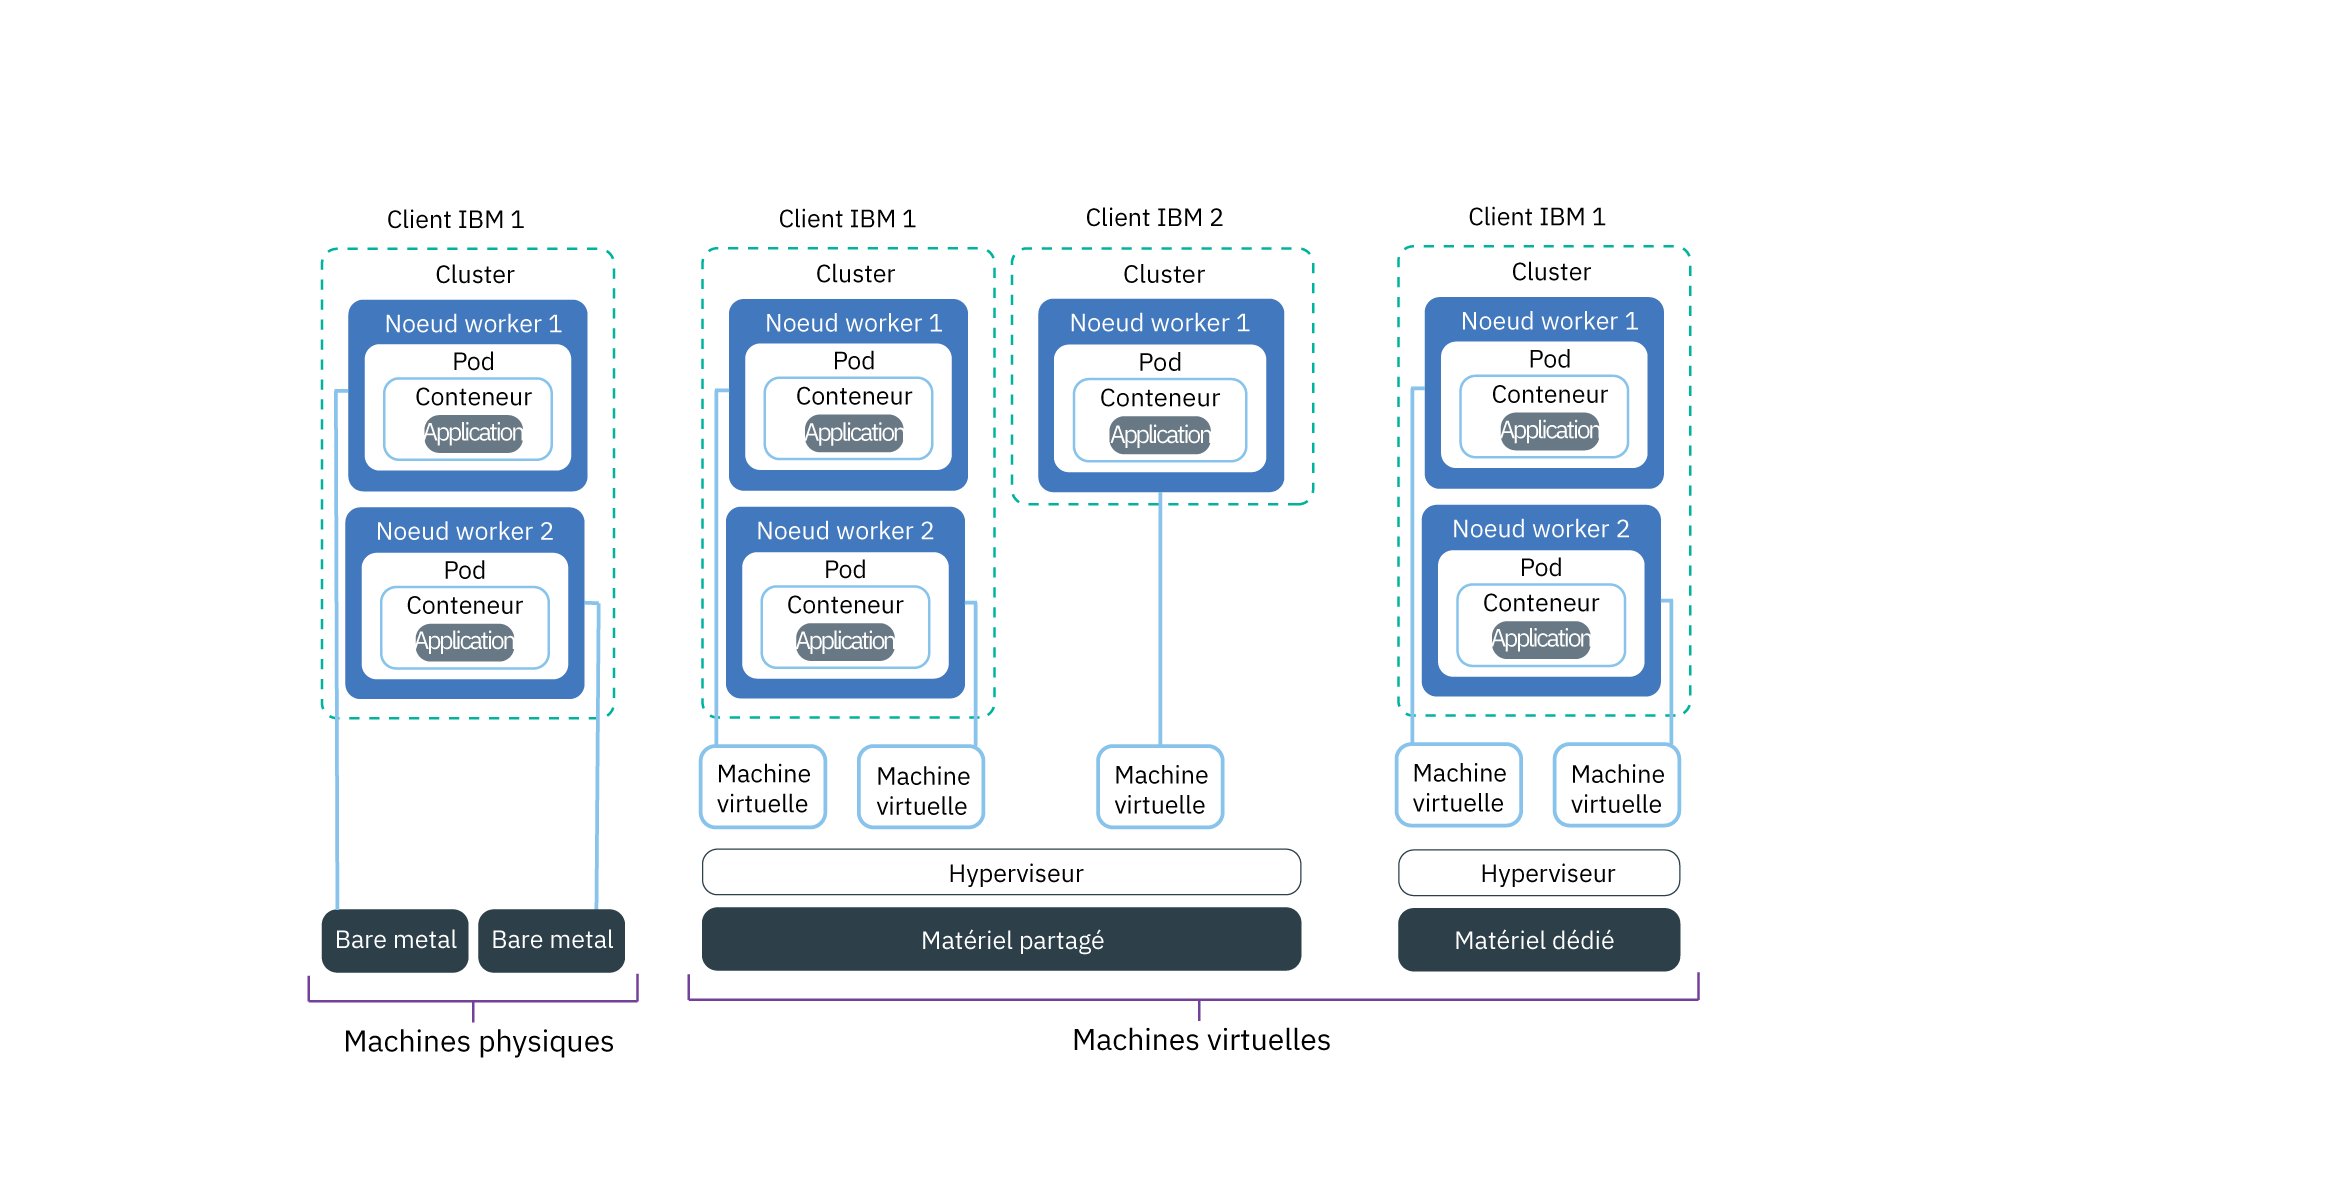 Client IBM 1
Cluster
Noeud worker 1
Pod
Conteneur
Application
Noeud worker 2
Pod
Conteneur
Application
Bare metal
Bare metal
Machines physiques
Client IBM 1
Cluster
Noeud worker 1
Pod
Conteneur
Application
Noeud worker 2
Pod
Conteneur
Application
Machine
virtuelle
Machine
virtuelle
Client IBM 2
Cluster
Noeud worker 1
Pod
Conteneur
Application
Machine
virtuelle
Hyperviseur
Matériel partagé
Client IBM 1
Cluster
Noeud worker 1
Pod
Conteneur
Application
Noeud worker 2
Pod
Conteneur
Application
Machine
virtuelle
Machine
virtuelle
Hyperviseur
Matériel dédié
Machines virtuelles